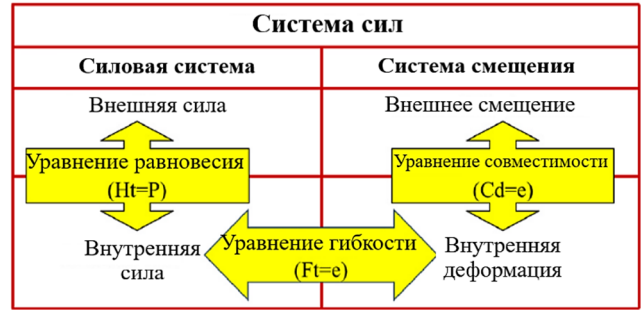 Система сил
Силовая система
Система смещения
Внешняя сила
Внешнее смещение
Уравнение равновесия
(Ht=P)
Уравнение совместимости
(Cd=e)
Внутренняя
сила
Уравнение гибкости
(Ft=e)
Внутренняя
деформация